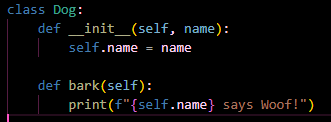 class Dog:
    def __init__(self, name):
        self.name = name

    def bark(self):
        print(f"{self.name} says Woof!")